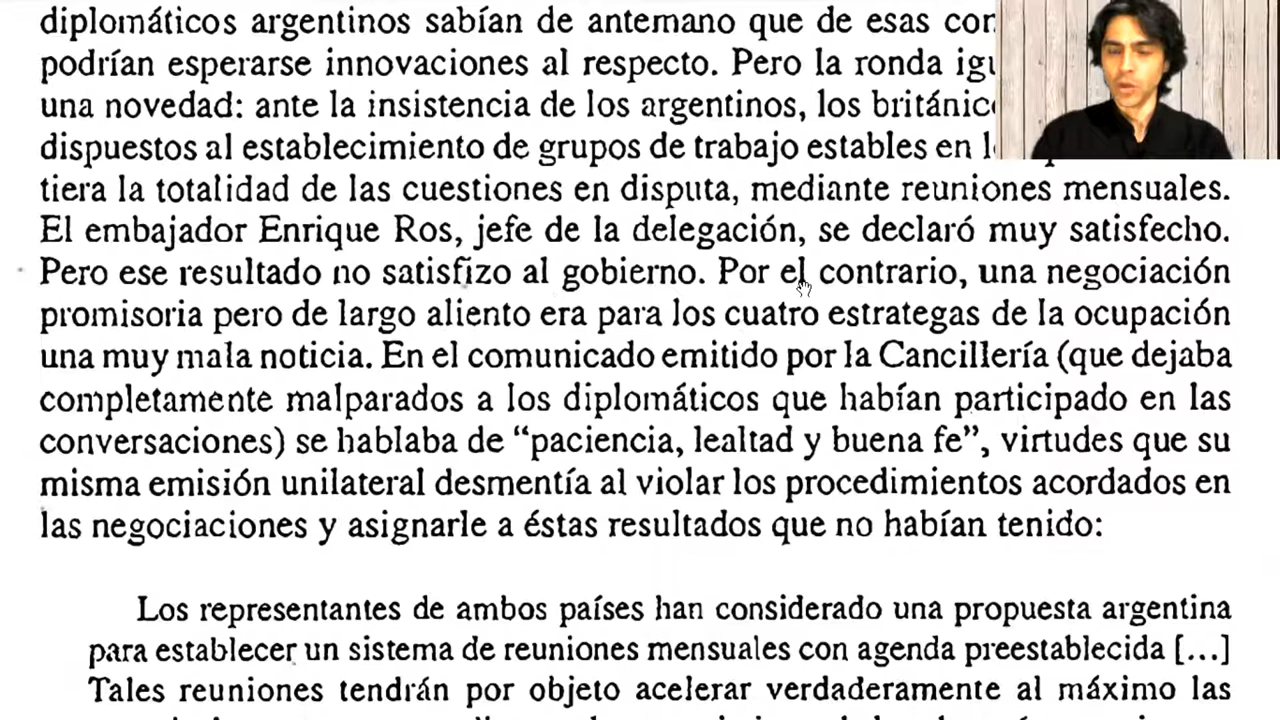 diplomáticos argentinos sabían de antemano que de esas
podrían esperarse innovaciones al respecto. Pero la ronda
una novedad: ante la insistencia de los argentinos, los
dispuestos al establecimiento de grupos de trabajo estables en
tiera la totalidad de las cuestiones en disputa, mediante reuniones mensuales.
El embajador Enrique Ros, jefe de la delegación, se declaró muy satisfecho.
Pero ese resultado no satisfizo al gobierno. Por el contrario, una negociación
promisoria pero de largo aliento era para los cuatro estrategas de la ocupación
una muy mala noticia. En el comunicado emitido por la Cancillería (que dejaba
completamente malparados a los diplomáticos que habían participado en las
conversaciones) se hablaba de “paciencia, lealtad y buena fe”, virtudes que su
misma emisión unilateral desmentía al violar los procedimientos acordados en
las negociaciones y asignarle a éstas resultados que no habían tenido:
Los representantes de ambos países han considerado una propuesta argentina
para establecer un sistema de reuniones mensuales con agenda preestablecida [...]
Tales reuniones tendrán por objeto acelerar verdaderamente al máximo las